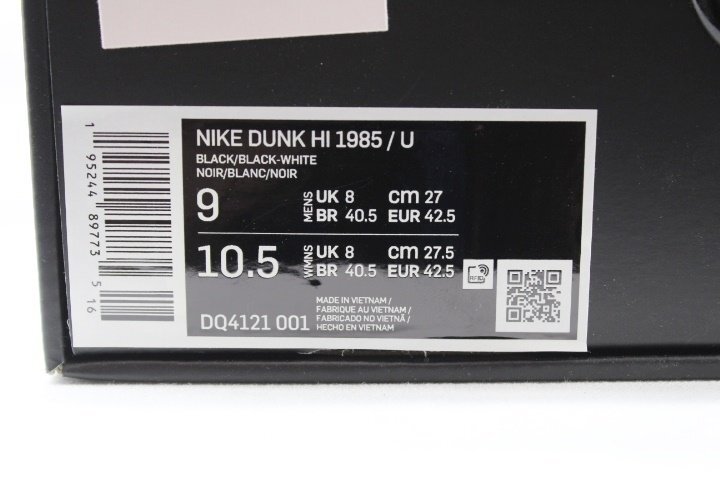 NIKE DUNK HI 1985 / U
BLACK/BLACK-WHITE
NOIR/BLANC/NOIR
9 MENS UK 8 CM 27
BR 40.5 EUR 42.5
10.5 WMNS UK 8 CM 27.5
BR 40.5 EUR 42.5
DQ4121 001
MADE IN VIETNAM /
FABRIQUE AU VIETNAM /
FABRICADO NO VIETNÃ /
HECHO EN VIETNAM
RFID
1 95244 89773 5 16